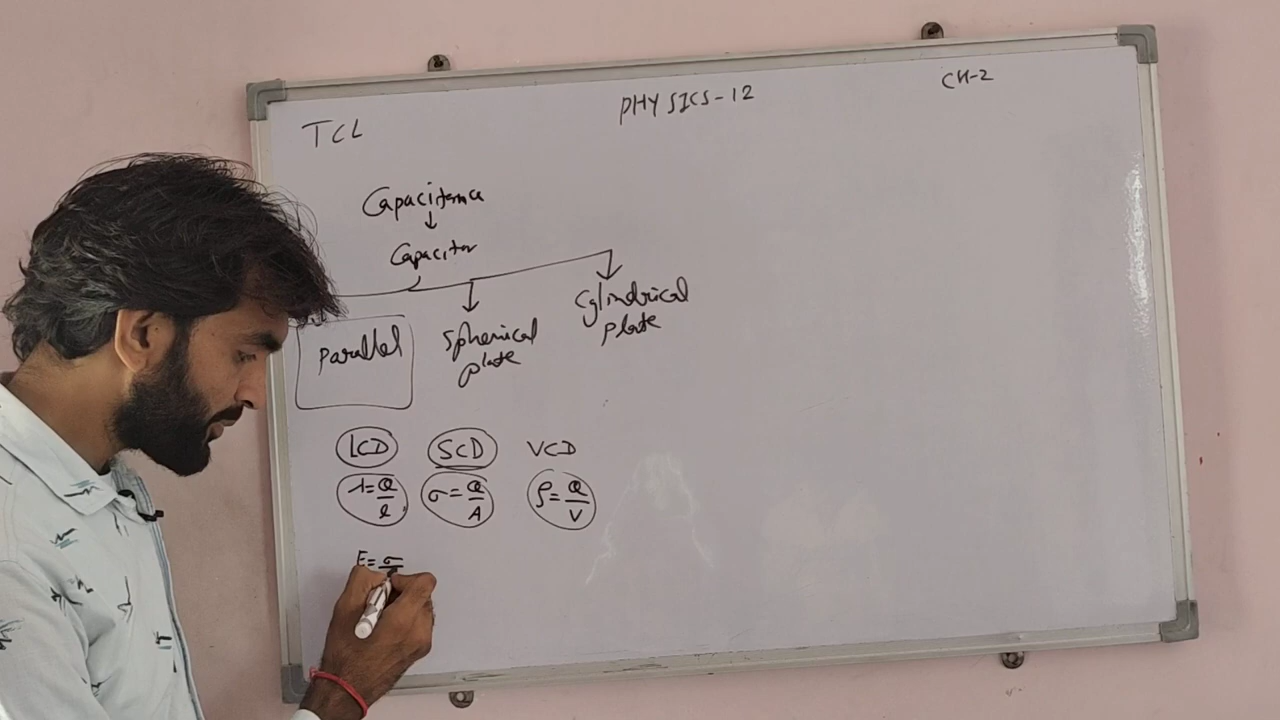 TCL
PHYSICS-12
CH-2
Capacitance
↓
Capacitor
Parallel
Spherical
plate
Cylindrical
plate
LCD SCD VCD
λ=Q/l σ=Q/A ρ=Q/V
E=σ